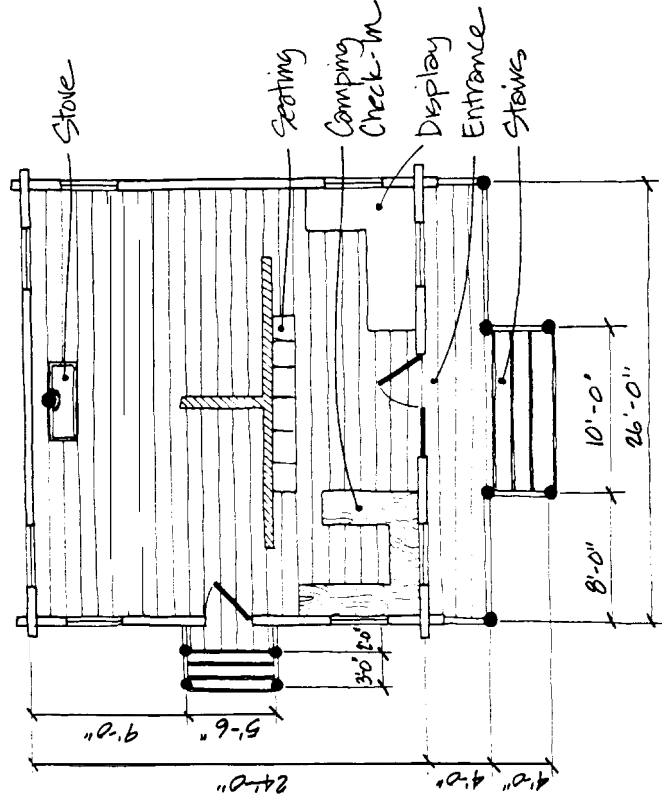 Stove
Seating
Camping
Check-In
Display
Entrance
Stairs
9'-0"
5'-6"
3'0"
2'0"
24'-0"
4'-0"
4'-0"
8'-0"
10'-0"
26'-0"